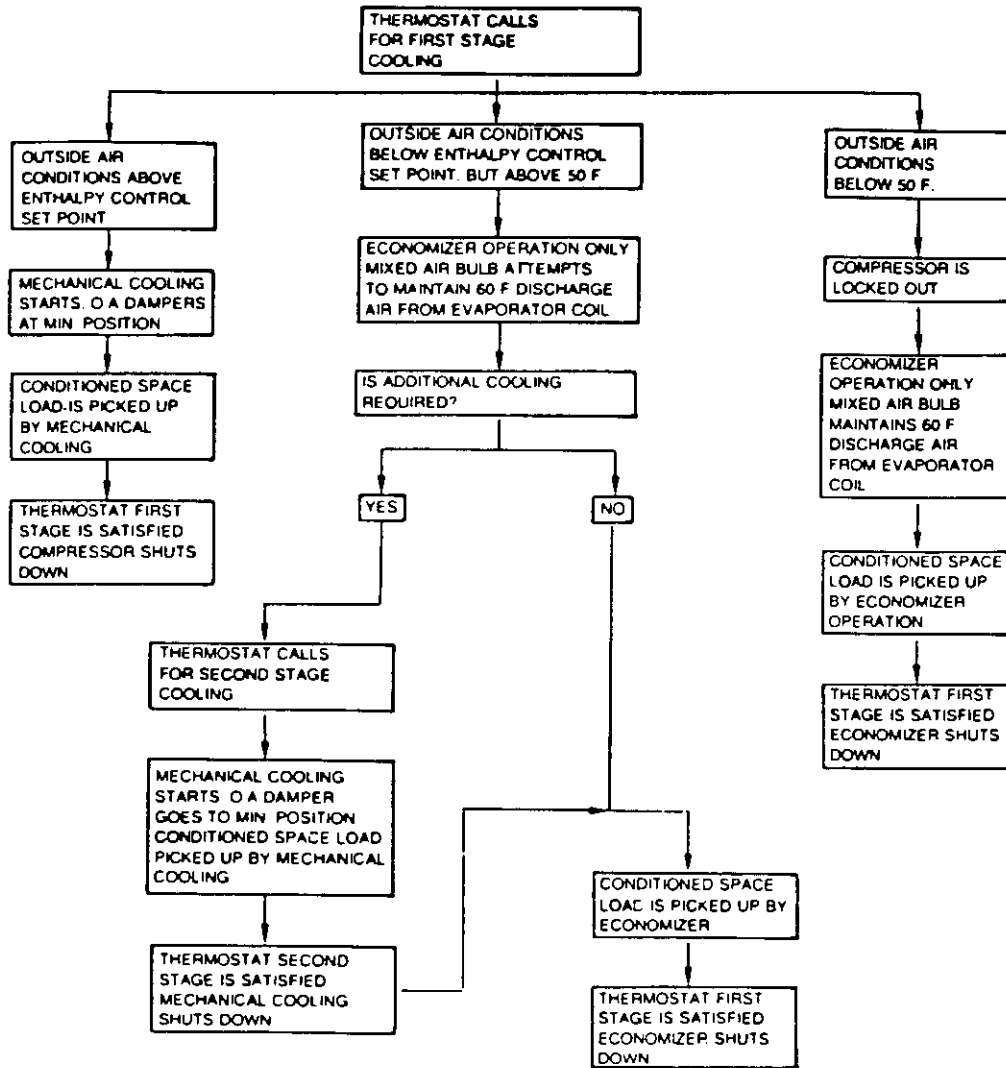 THERMOSTAT CALLS
FOR FIRST STAGE
COOLING
OUTSIDE AIR
CONDITIONS ABOVE
ENTHALPY CONTROL
SET POINT
MECHANICAL COOLING
STARTS. O A DAMPERS
AT MIN POSITION
CONDITIONED SPACE
LOAD-IS PICKED UP
BY MECHANICAL
COOLING
THERMOSTAT FIRST
STAGE IS SATISFIED
COMPRESSOR SHUTS
DOWN
OUTSIDE AIR CONDITIONS
BELOW ENTHALPY CONTROL
SET POINT. BUT ABOVE 50 F
ECONOMIZER OPERATION ONLY
MIXED AIR BULB ATTEMPTS
TO MAINTAIN 60 F DISCHARGE
AIR FROM EVAPORATOR COIL
IS ADDITIONAL COOLING
REQUIRED?
YES
NO
THERMOSTAT CALLS
FOR SECOND STAGE
COOLING
MECHANICAL COOLING
STARTS O A DAMPER
GOES TO MIN POSITION
CONDITIONED SPACE LOAD
PICKED UP BY MECHANICAL
COOLING
THERMOSTAT SECOND
STAGE IS SATISFIED
MECHANICAL COOLING
SHUTS DOWN
CONDITIONED SPACE
LOAD IS PICKED UP BY
ECONOMIZER
THERMOSTAT FIRST
STAGE IS SATISFIED
ECONOMIZER SHUTS
DOWN
OUTSIDE AIR
CONDITIONS
BELOW 50 F.
COMPRESSOR IS
LOCKED OUT
ECONOMIZER
OPERATION ONLY
MIXED AIR BULB
MAINTAINS 60 F
DISCHARGE AIR
FROM EVAPORATOR
COIL
CONDITIONED SPACE
LOAD IS PICKED UP
BY ECONOMIZER
OPERATION
THERMOSTAT FIRST
STAGE IS SATISFIED
ECONOMIZER SHUTS
DOWN